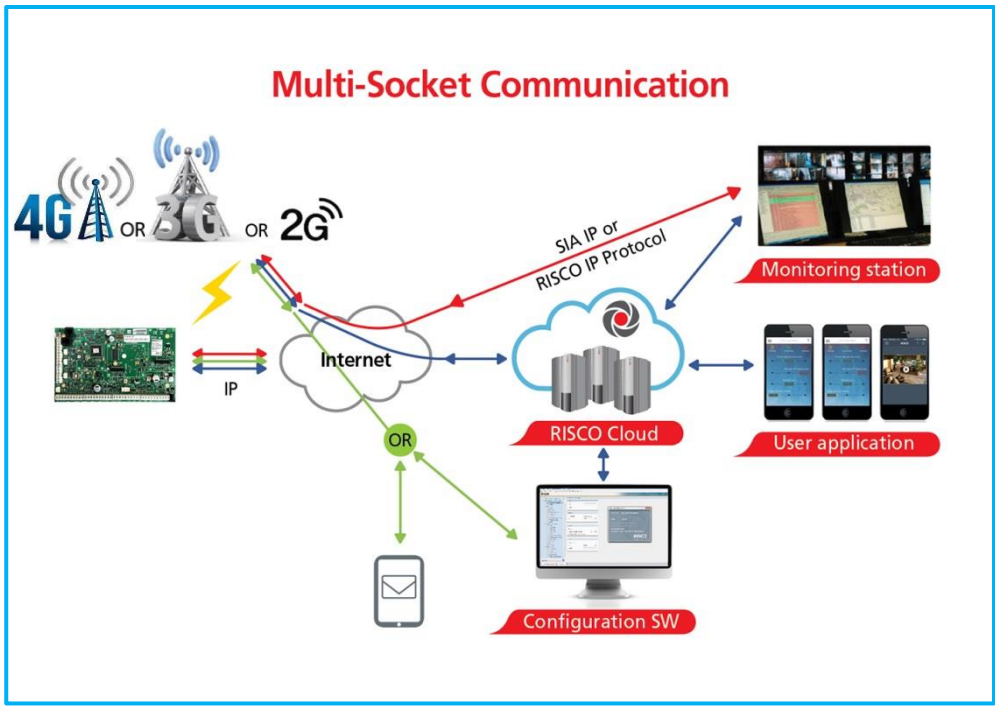 Multi-Socket Communication
4G OR 3G OR 2G
SIA IP or
RISCO IP Protocol
Monitoring station
Internet
IP
RISCO Cloud
User application
OR
Configuration SW